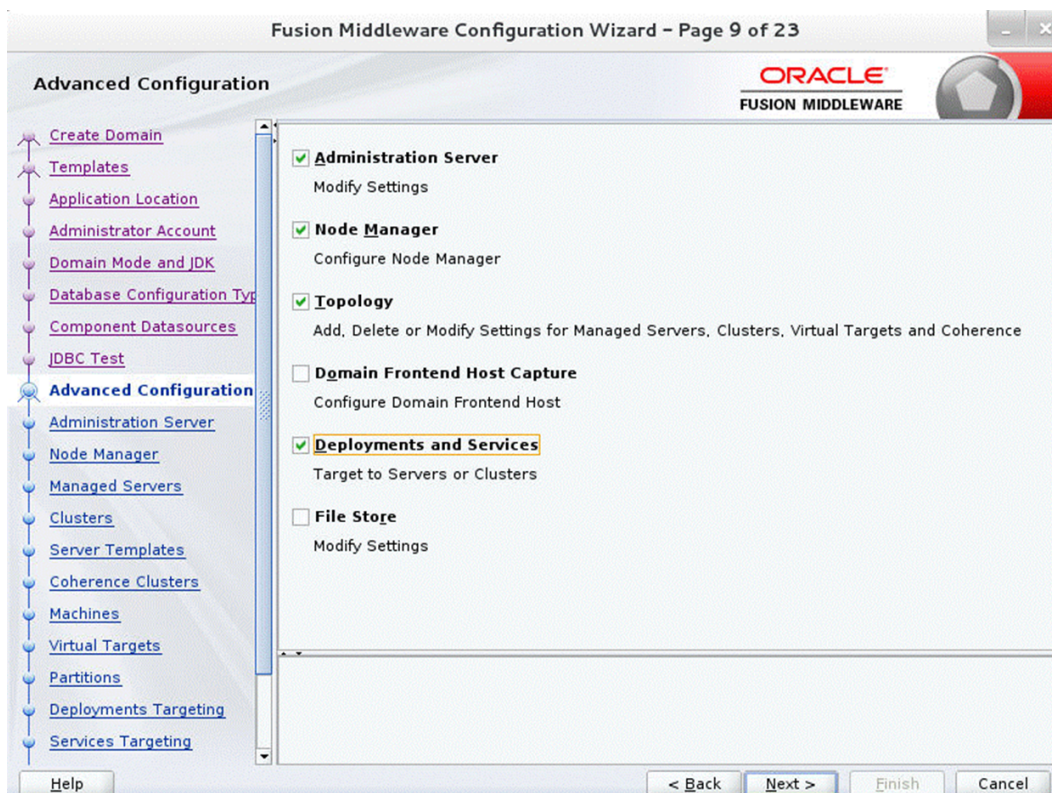 Fusion Middleware Configuration Wizard – Page 9 of 23
Advanced Configuration
ORACLE
FUSION MIDDLEWARE
Create Domain
Templates
Application Location
Administrator Account
Domain Mode and JDK
Database Configuration Typ
Component Datasources
JDBC Test
Advanced Configuration
Administration Server
Node Manager
Managed Servers
Clusters
Server Templates
Coherence Clusters
Machines
Virtual Targets
Partitions
Deployments Targeting
Services Targeting
Administration Server
Modify Settings
Node Manager
Configure Node Manager
Topology
Add, Delete or Modify Settings for Managed Servers, Clusters, Virtual Targets and Coherence
Domain Frontend Host Capture
Configure Domain Frontend Host
Deployments and Services
Target to Servers or Clusters
File Store
Modify Settings
Help
< Back
Next >
Finish
Cancel